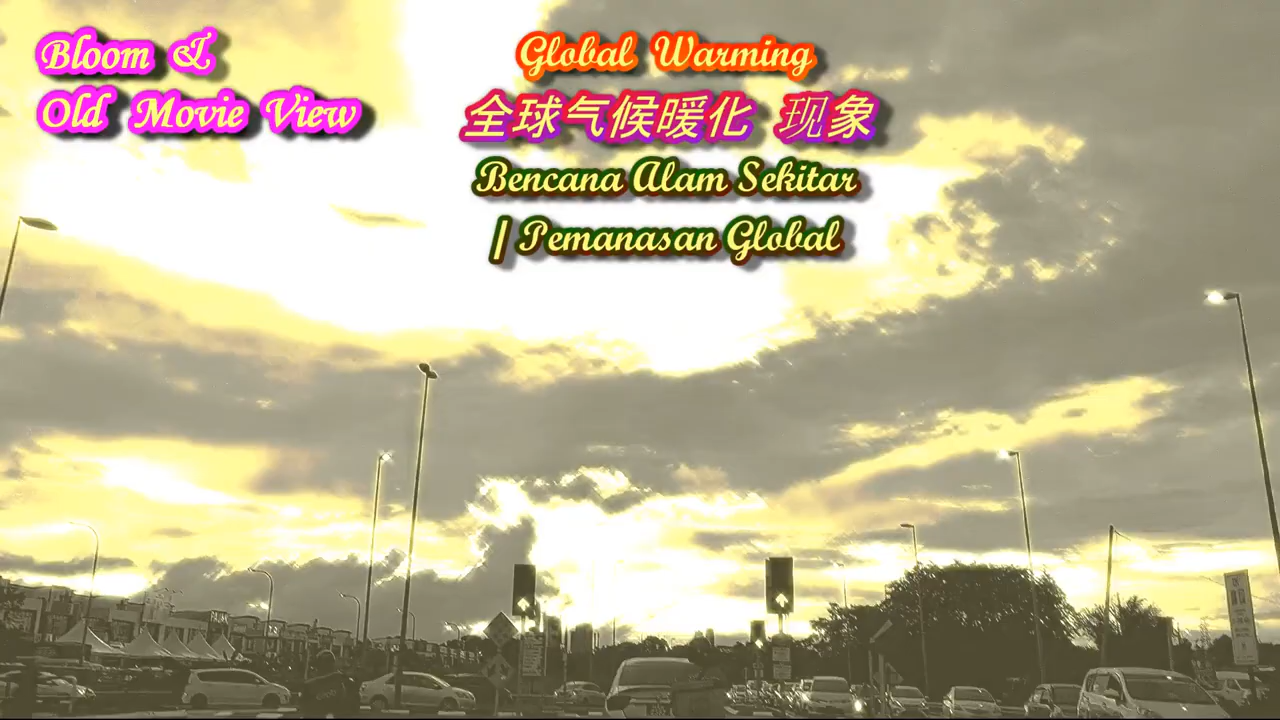 Bloom &
Old Movie View
Global Warming
全球气候暖化 现象
Bencana Alam Sekitar
| Pemanasan Global